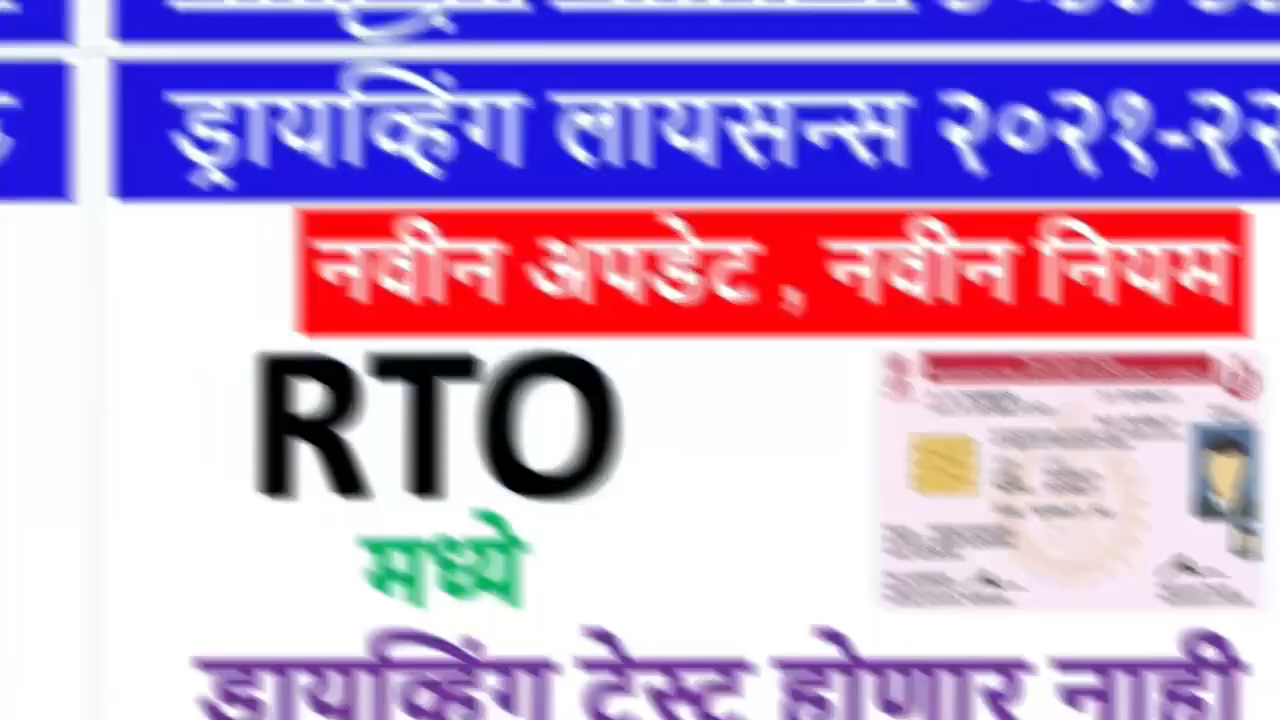 ड्रायव्हिंग लायसन्स २०२१-२२
नवीन अपडेट , नवीन नियम
RTO
मध्ये
ड्रायव्हिंग टेस्ट होणार नाही